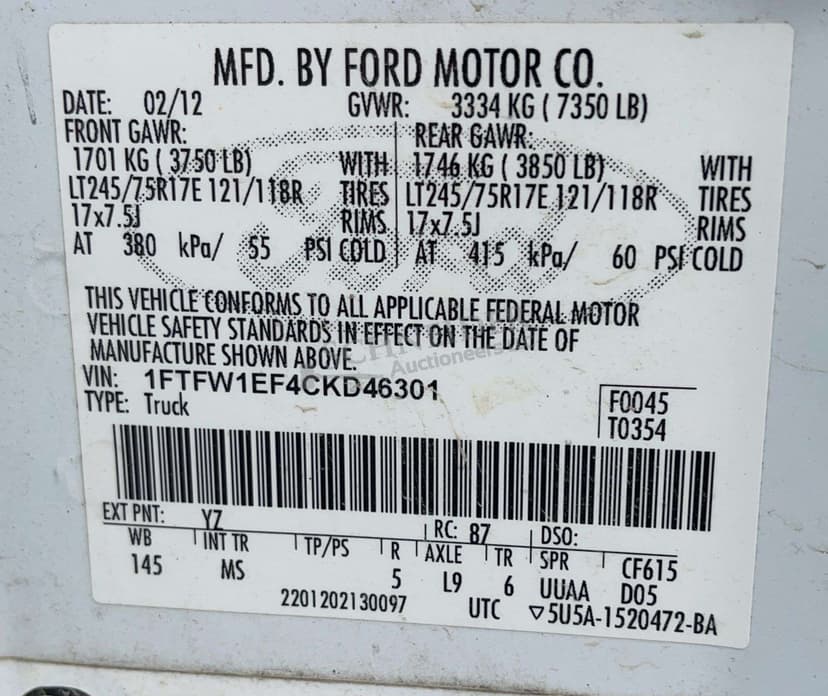 MFD. BY FORD MOTOR CO.
DATE: 02/12 GVWR: 3334 KG ( 7350 LB)
FRONT GAWR: REAR GAWR:
1701 KG ( 3750 LB) WITH 1746 KG ( 3850 LB) WITH
LT245/75R17E 121/118R TIRES LT245/75R17E 121/118R TIRES
17x7.5J RIMS 17x7.5J RIMS
AT 380 kPa/ 55 PSI COLD AT 415 kPa/ 60 PSI COLD
THIS VEHICLE CONFORMS TO ALL APPLICABLE FEDERAL MOTOR
VEHICLE SAFETY STANDARDS IN EFFECT ON THE DATE OF
MANUFACTURE SHOWN ABOVE.
Auctioneers
VIN: 1FTFW1EF4CKD46301
TYPE: Truck
F0045
T0354
EXT PNT: YZ RC: 87 DSO:
WB INT TR TP/PS R AXLE TR SPR CF615
145 MS 5 L9 6 UUAA D05
2201202130097 UTC ▽5U5A-1520472-BA